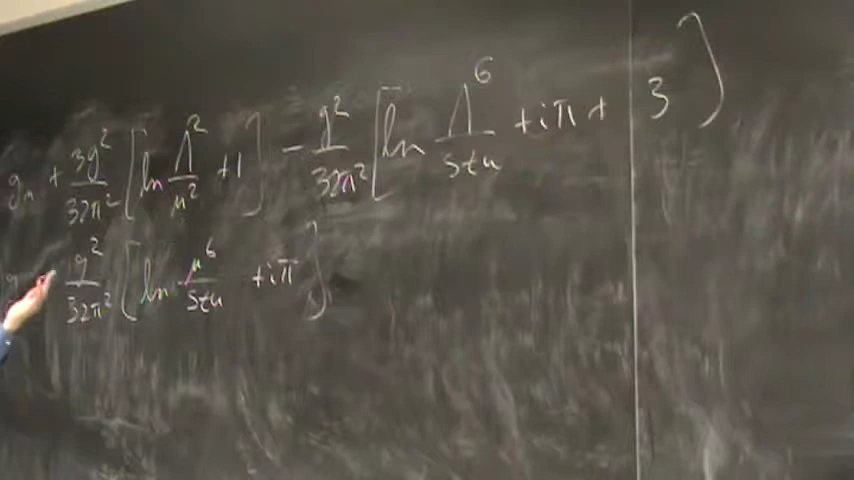 g_μ + 3g²/32π² [ln Λ²/μ² + 1] - g²/32π² [ln Λ⁶/stu + iπ + 3]
g²/32π² [ln μ⁶/stu + iπ]